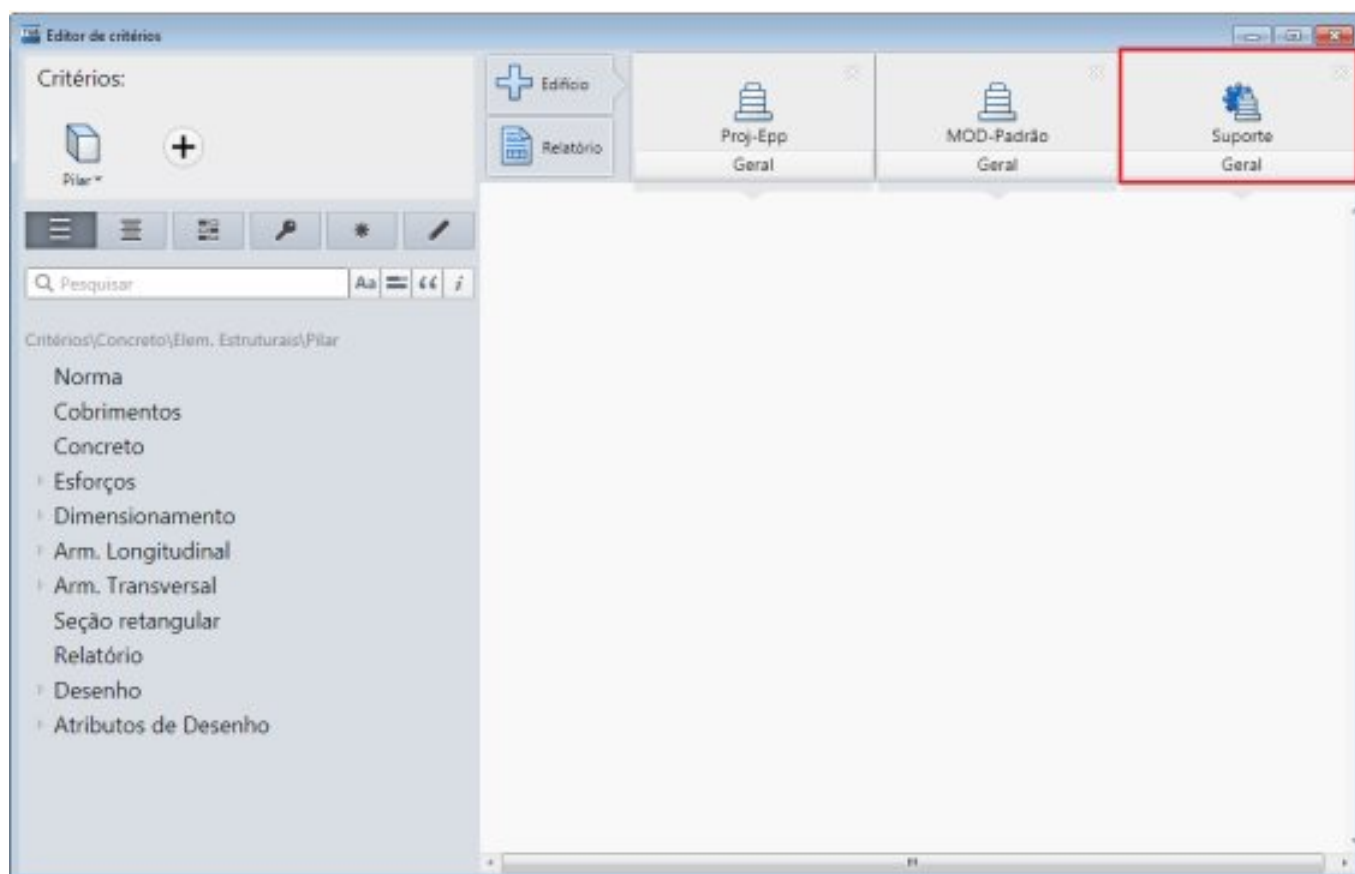 Editor de critérios
Critérios:
Pilar
Edifício
Relatório
Proj-Epp
Geral
MOD-Padrão
Geral
Suporte
Geral
Pesquisar
Aa
Critérios\Concreto\Elem. Estruturais\Pilar
Norma
Cobrimentos
Concreto
Esforços
Dimensionamento
Arm. Longitudinal
Arm. Transversal
Seção retangular
Relatório
Desenho
Atributos de Desenho